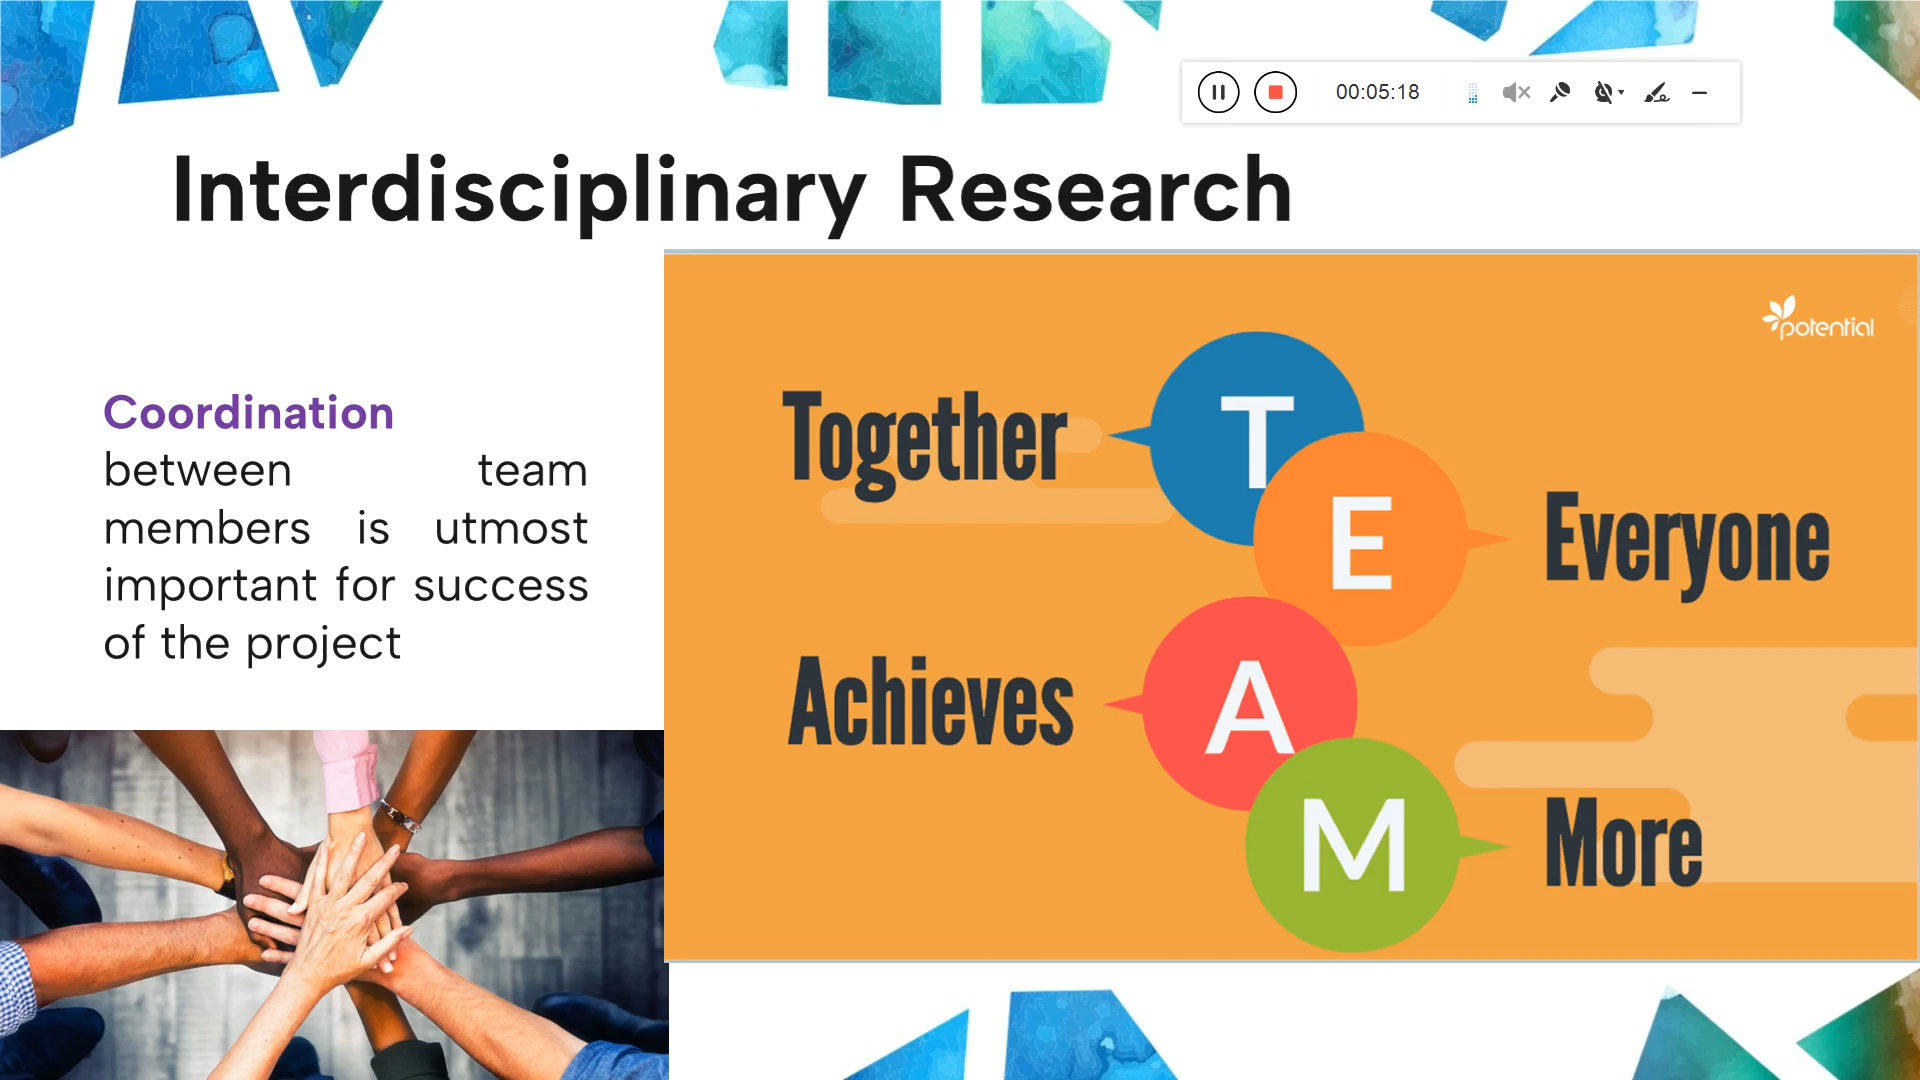 00:05:18
Interdisciplinary Research
Coordination
between team
members is utmost
important for success
of the project
potential
Together
T
E
Everyone
Achieves
A
M
More